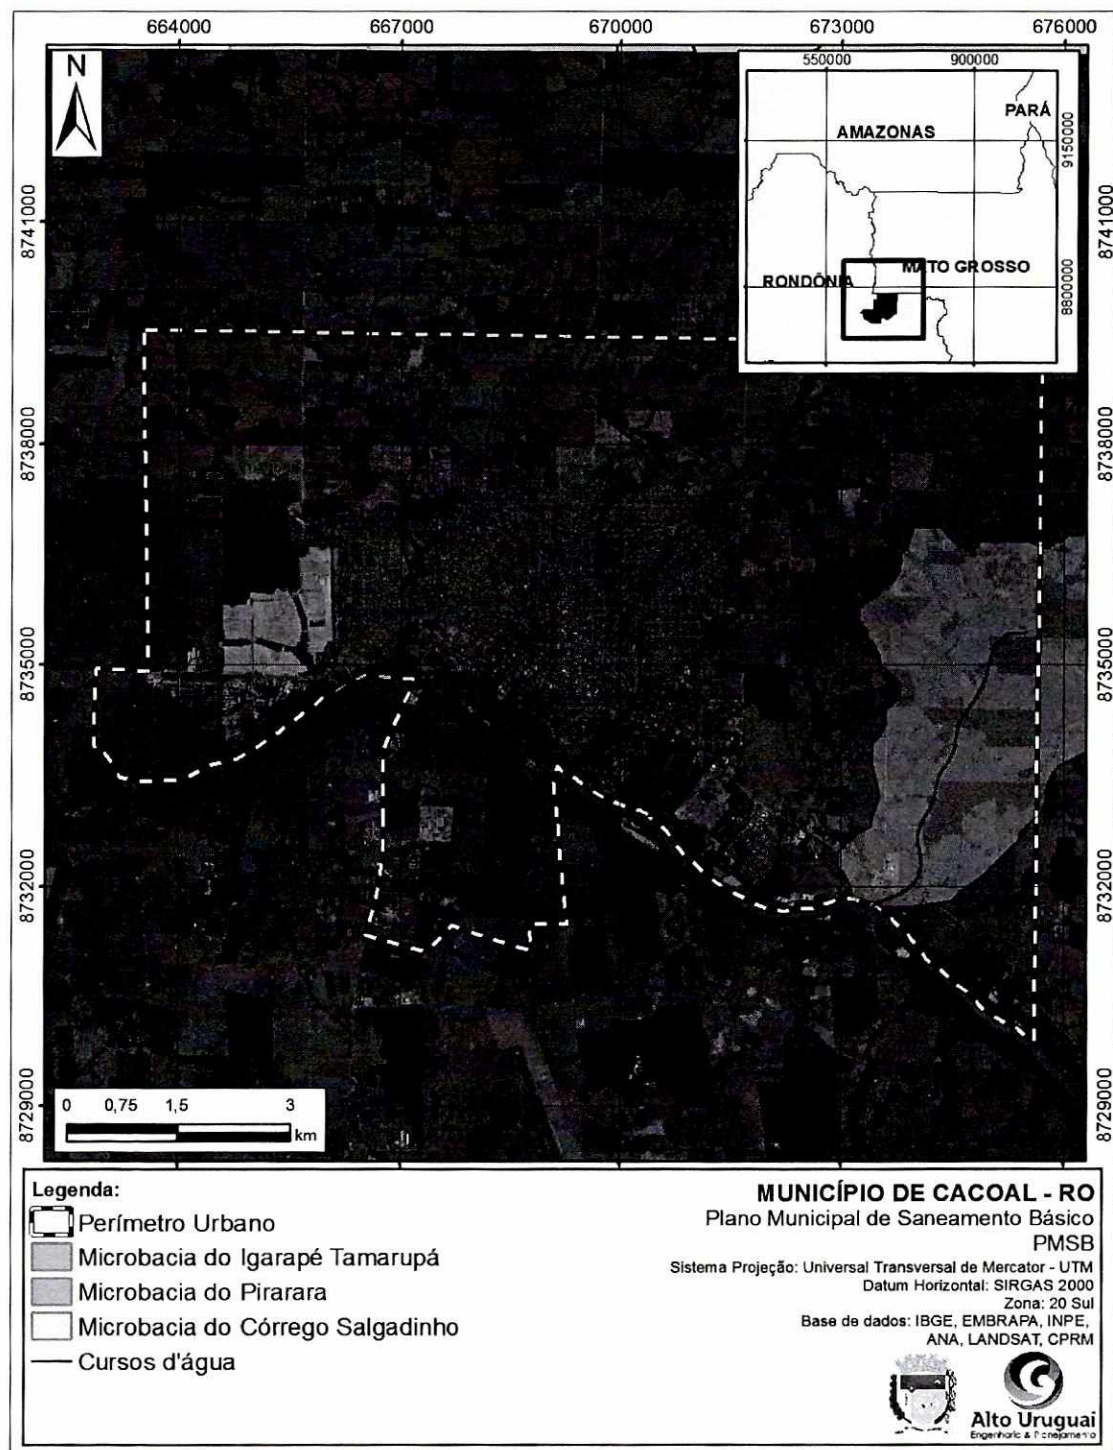 664000 667000 670000 673000 676000
N
550000 900000
PARÁ
AMAZONAS
9150000
MATO GROSSO
RONDÔNIA
8800000
8741000 8741000
8738000 8738000
8735000 8735000
8732000 8732000
8729000 8729000
0 0,75 1,5 3
km
Legenda:
Perímetro Urbano
Microbacia do Igarapé Tamarupá
Microbacia do Pirarara
Microbacia do Córrego Salgadinho
Cursos d'água
MUNICÍPIO DE CACOAL - RO
Plano Municipal de Saneamento Básico
PMSB
Sistema Projeção: Universal Transversal de Mercator - UTM
Datum Horizontal: SIRGAS 2000
Zona: 20 Sul
Base de dados: IBGE, EMBRAPA, INPE,
ANA, LANDSAT, CPRM
Alto Uruguai
Engenharia & Planejamento